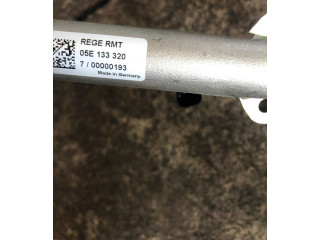 REGE RMT
05E 133 320
7 / 00000193
Made in Germany